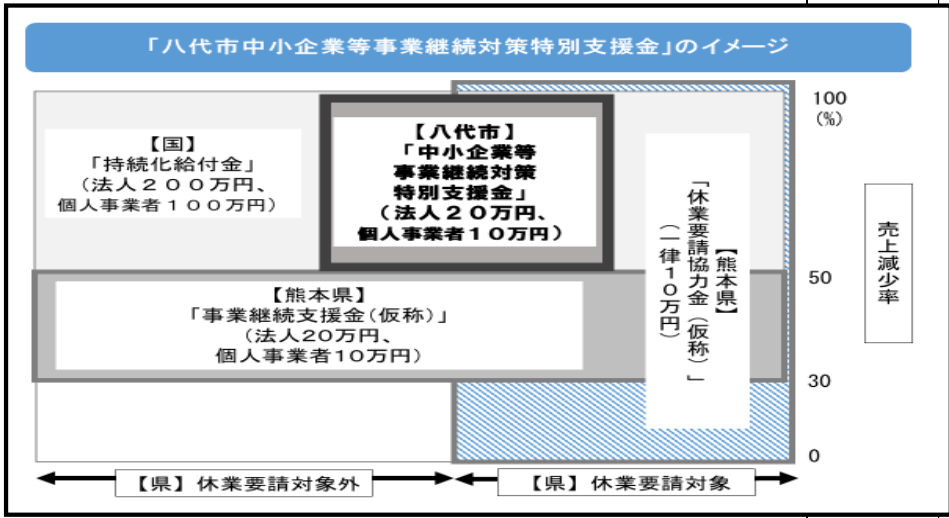 「八代市中小企業等事業継続対策特別支援金」のイメージ
【国】
「持続化給付金」
（法人２００万円、
個人事業者１００万円）
【八代市】
「中小企業等
事業継続対策
特別支援金」
（法人２０万円、
個人事業者１０万円）
【熊本県】
「休業要請協力金（仮称）」
（一律１０万円）
【熊本県】
「事業継続支援金（仮称）」
（法人20万円、
個人事業者10万円）
100
（%）
50
30
0
売上減少率
【県】休業要請対象外
【県】休業要請対象